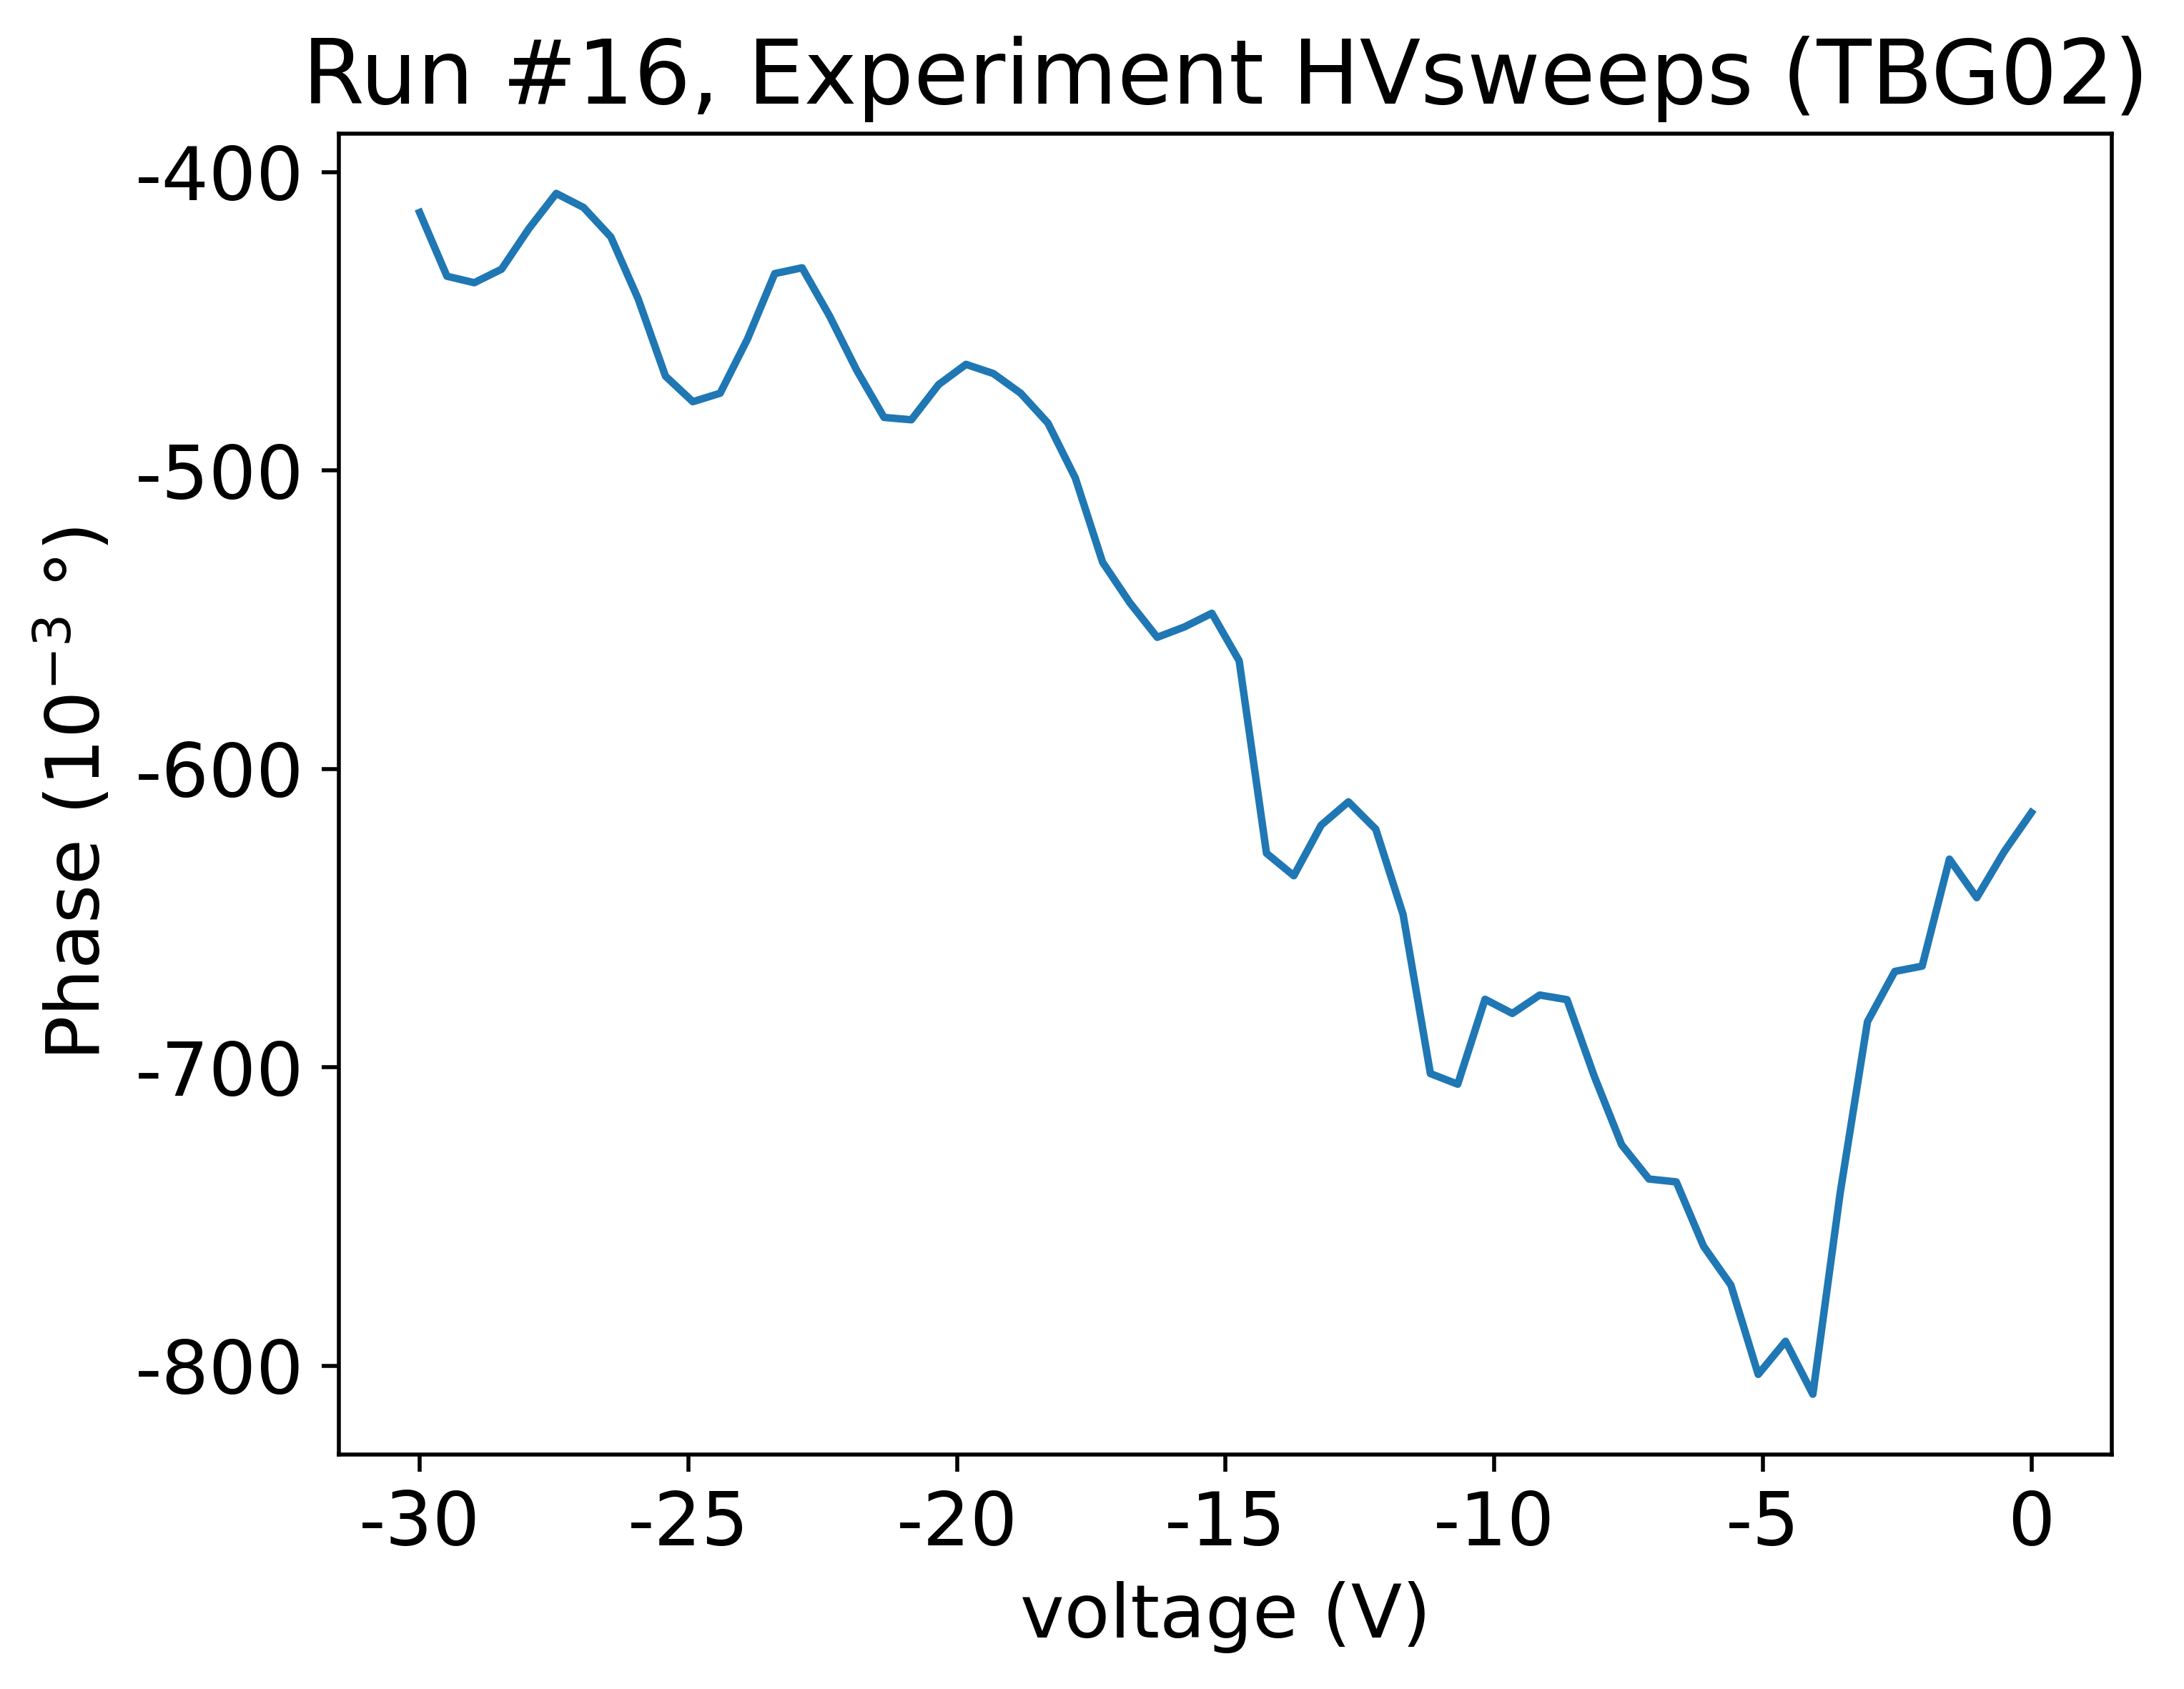 Run #16, Experiment HVsweeps (TBG02)
Phase (10⁻³ °)
-400
-500
-600
-700
-800
-30 -25 -20 -15 -10 -5 0
voltage (V)